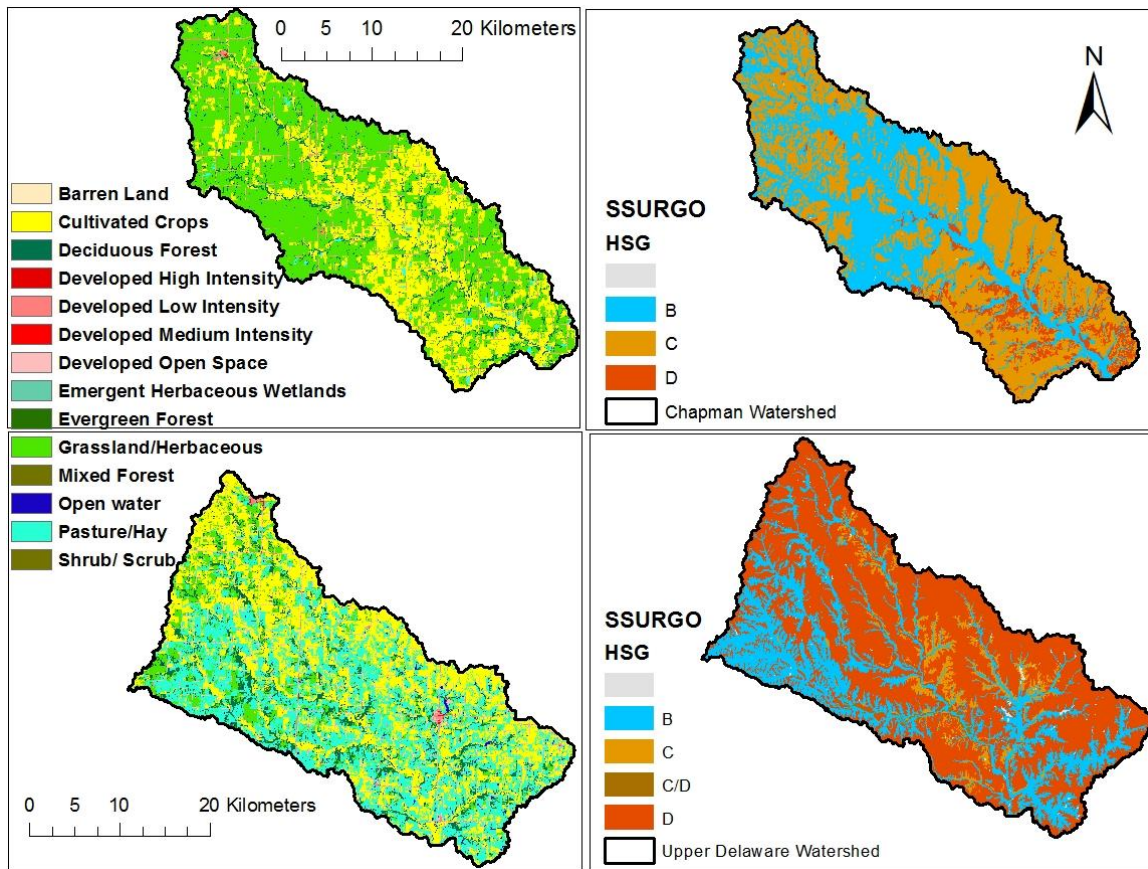 0 5 10 20 Kilometers
Barren Land
Cultivated Crops
Deciduous Forest
Developed High Intensity
Developed Low Intensity
Developed Medium Intensity
Developed Open Space
Emergent Herbaceous Wetlands
Evergreen Forest
Grassland/Herbaceous
Mixed Forest
Open water
Pasture/Hay
Shrub/ Scrub
0 5 10 20 Kilometers
N
SSURGO
HSG
B
C
D
Chapman Watershed
SSURGO
HSG
B
C
C/D
D
Upper Delaware Watershed